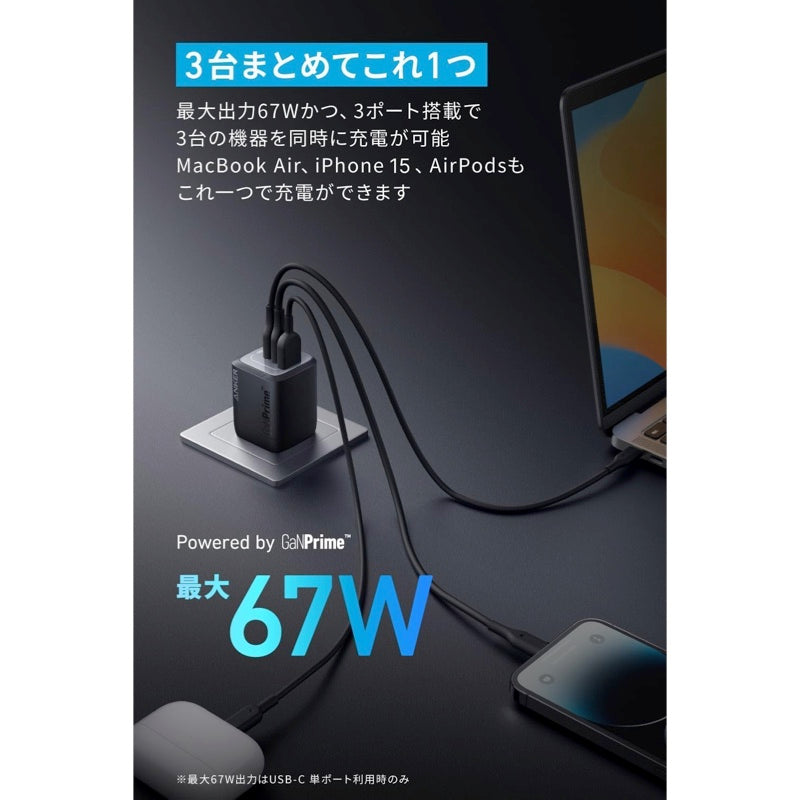 3台まとめてこれ1つ
最大出力67Wかつ、3ポート搭載で
3台の機器を同時に充電が可能
MacBook Air、iPhone 15 、AirPodsも
これ一つで充電ができます
ANKER
GaNPrime™
Powered by GaNPrime™
最大 67W
※最大67W出力はUSB-C 単ポート利用時のみ